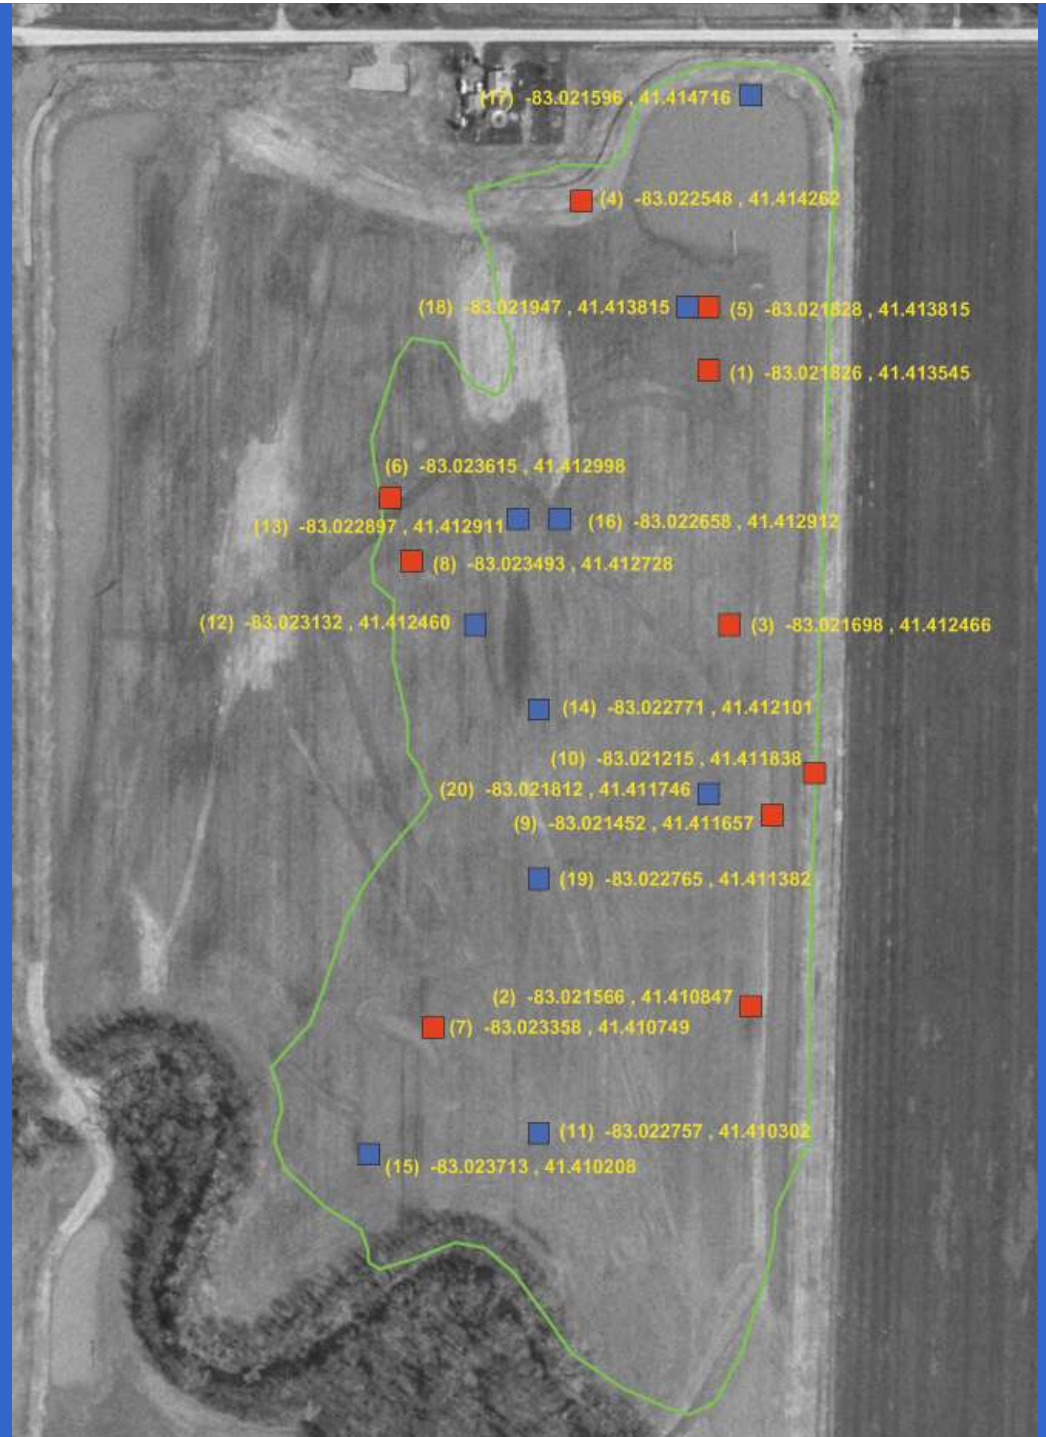 (17) -83.021596 , 41.414716
(4) -83.022548 , 41.414262
(18) -83.021947 , 41.413815
(5) -83.021828 , 41.413815
(1) -83.021826 , 41.413545
(6) -83.023615 , 41.412998
(13) -83.022897 , 41.412911
(16) -83.022658 , 41.412912
(8) -83.023493 , 41.412728
(12) -83.023132 , 41.412460
(3) -83.021698 , 41.412466
(14) -83.022771 , 41.412101
(10) -83.021215 , 41.411838
(20) -83.021812 , 41.411746
(9) -83.021452 , 41.411657
(19) -83.022765 , 41.411382
(2) -83.021566 , 41.410847
(7) -83.023358 , 41.410749
(11) -83.022757 , 41.410302
(15) -83.023713 , 41.410208